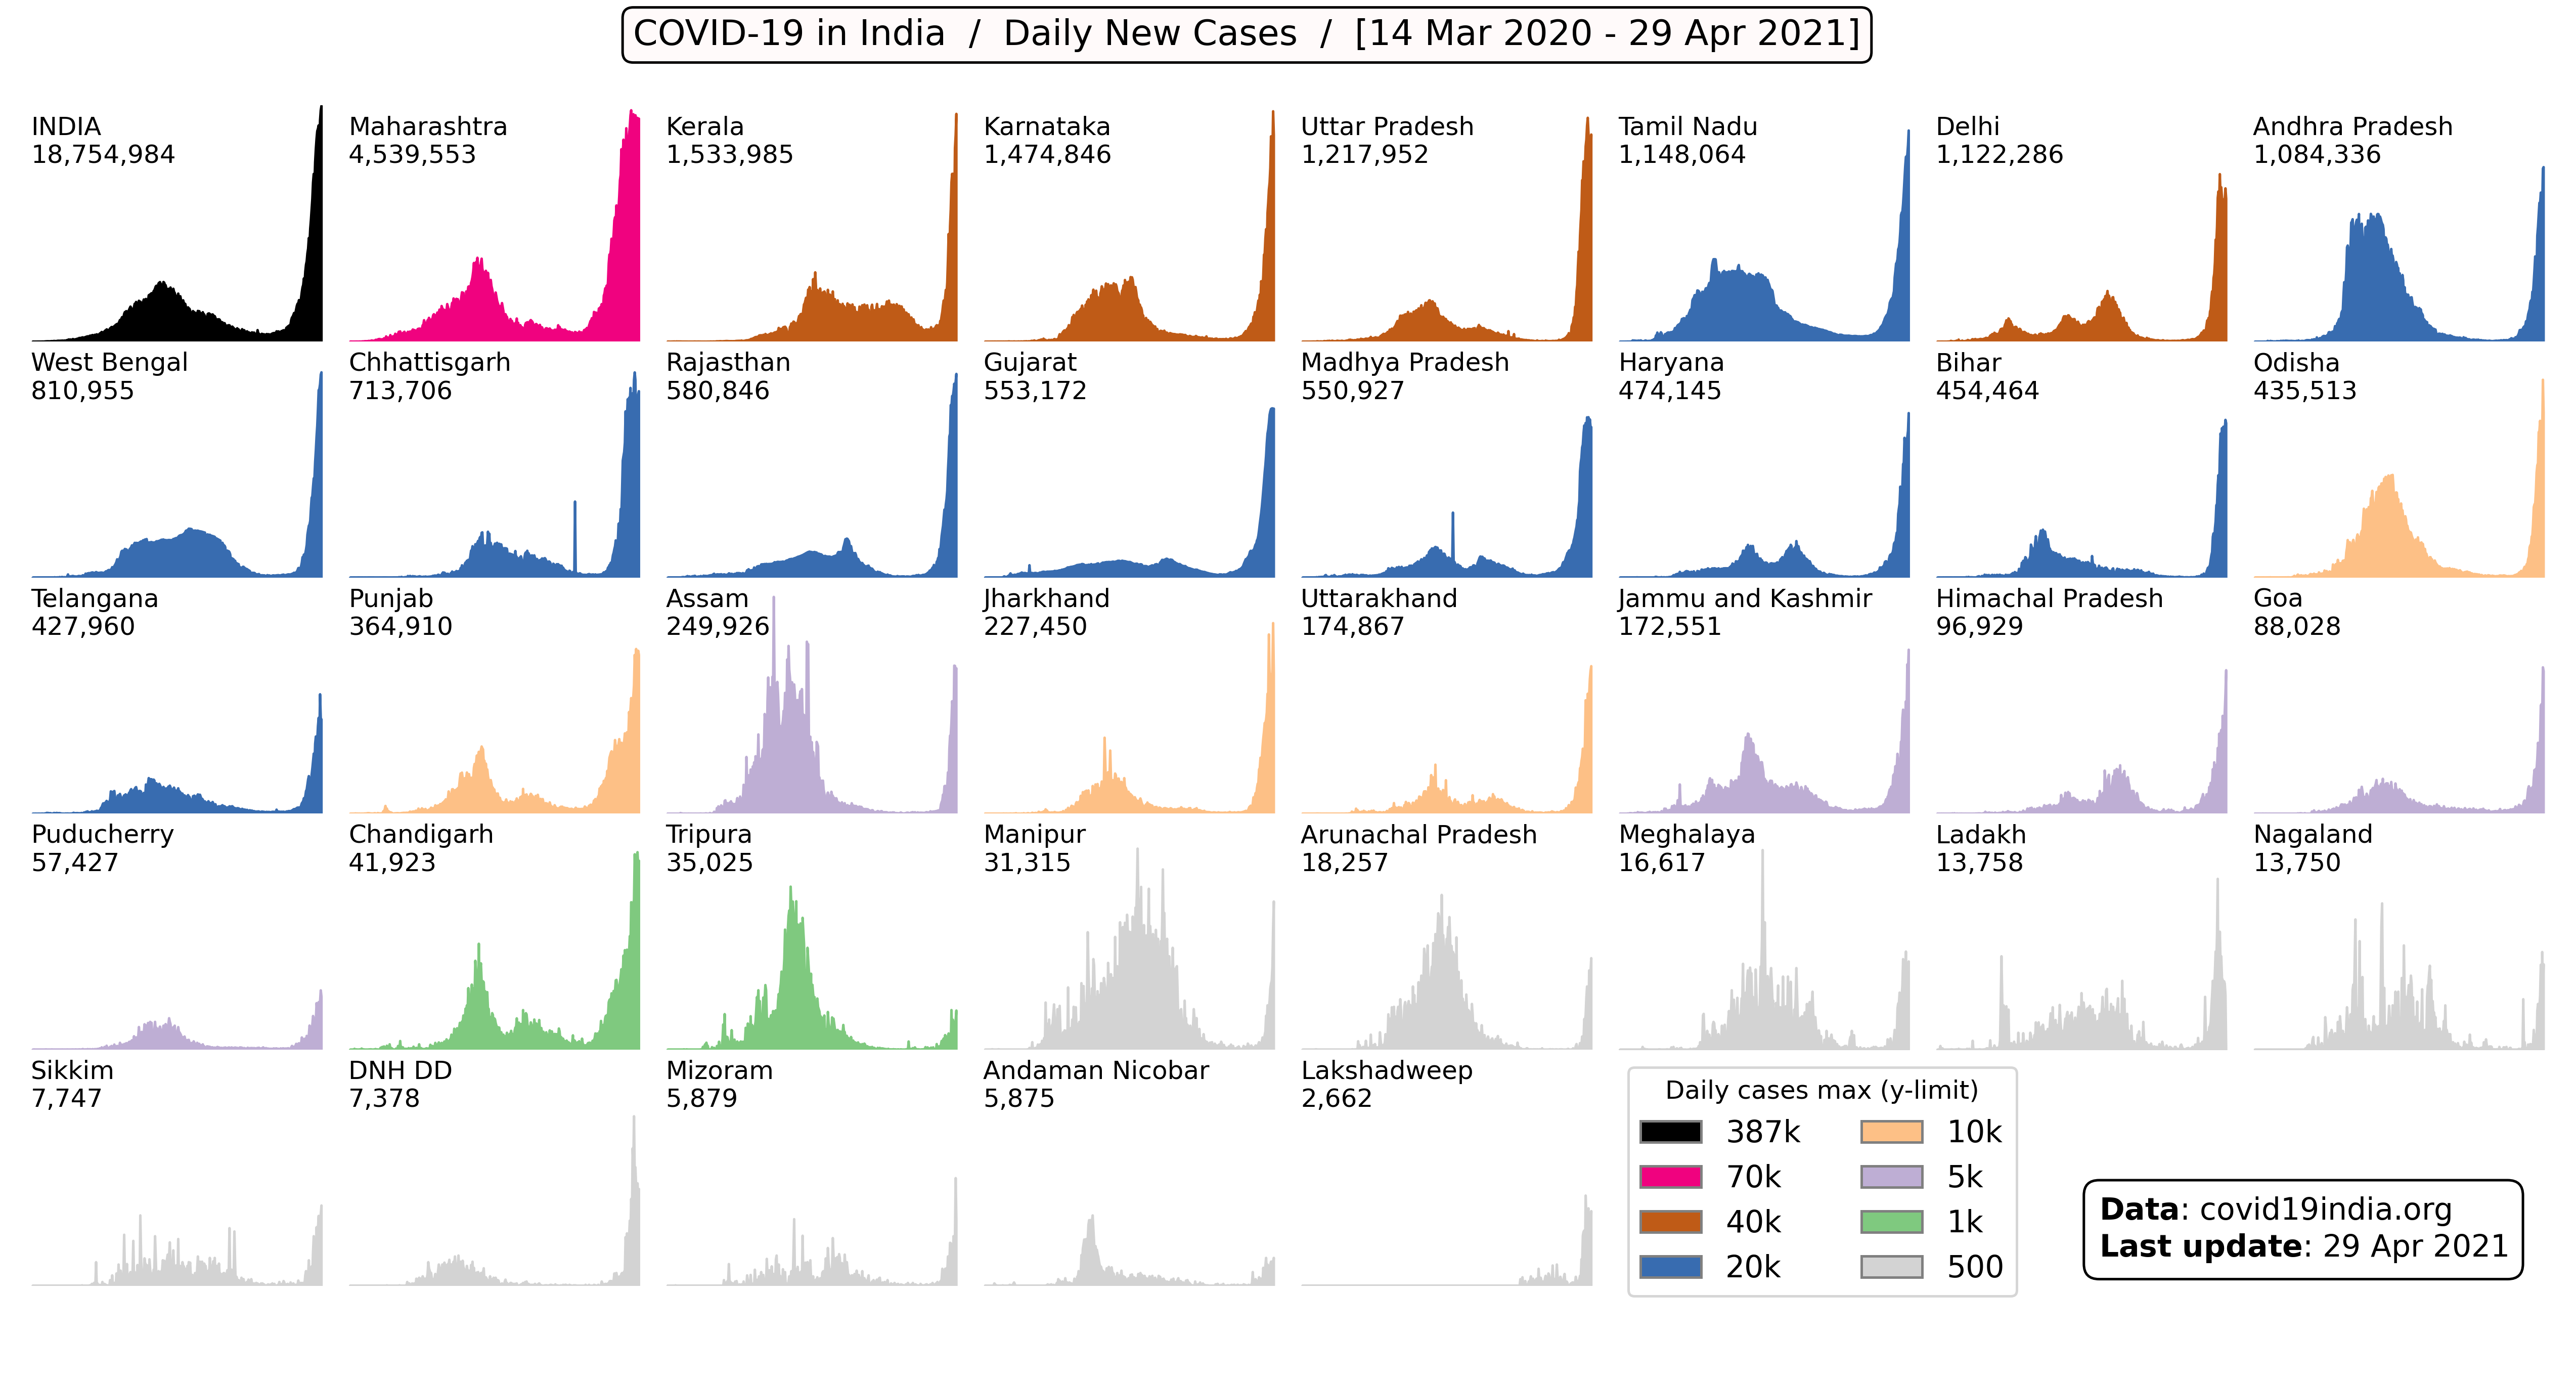 COVID-19 in India / Daily New Cases / [14 Mar 2020 - 29 Apr 2021]
INDIA
18,754,984
Maharashtra
4,539,553
Kerala
1,533,985
Karnataka
1,474,846
Uttar Pradesh
1,217,952
Tamil Nadu
1,148,064
Delhi
1,122,286
Andhra Pradesh
1,084,336
West Bengal
810,955
Chhattisgarh
713,706
Rajasthan
580,846
Gujarat
553,172
Madhya Pradesh
550,927
Haryana
474,145
Bihar
454,464
Odisha
435,513
Telangana
427,960
Punjab
364,910
Assam
249,926
Jharkhand
227,450
Uttarakhand
174,867
Jammu and Kashmir
172,551
Himachal Pradesh
96,929
Goa
88,028
Puducherry
57,427
Chandigarh
41,923
Tripura
35,025
Manipur
31,315
Arunachal Pradesh
18,257
Meghalaya
16,617
Ladakh
13,758
Nagaland
13,750
Sikkim
7,747
DNH DD
7,378
Mizoram
5,879
Andaman Nicobar
5,875
Lakshadweep
2,662
Daily cases max (y-limit)
387k
70k
40k
20k
10k
5k
1k
500
Data: covid19india.org
Last update: 29 Apr 2021